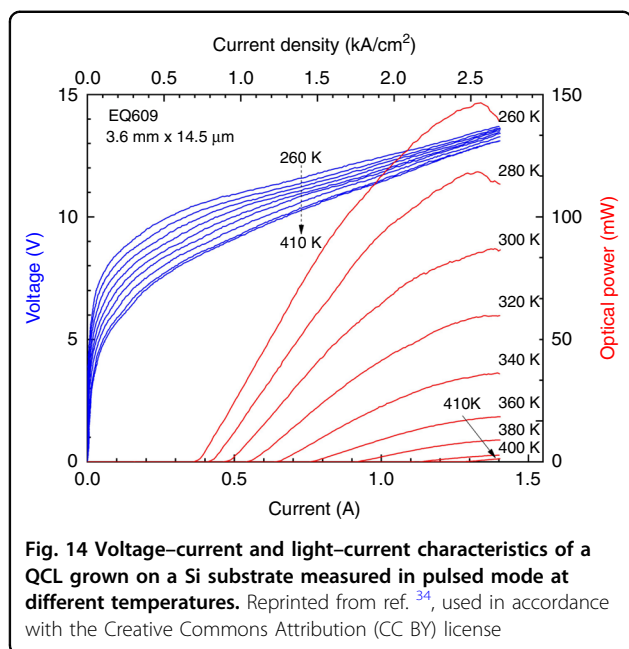 Current density (kA/cm²)
0.0 0.5 1.0 1.5 2.0 2.5
15 150
EQ609 260 K
3.6 mm x 14.5 μm
260 K 280 K
10 100
410 K 300 K
Voltage (V)
Optical power (mW)
320 K
5 50
340 K
410K 360 K
380 K
400 K
0 0
0.0 0.5 1.0 1.5
Current (A)
Fig. 14 Voltage–current and light–current characteristics of a
QCL grown on a Si substrate measured in pulsed mode at
different temperatures. Reprinted from ref. ³⁴, used in accordance
with the Creative Commons Attribution (CC BY) license